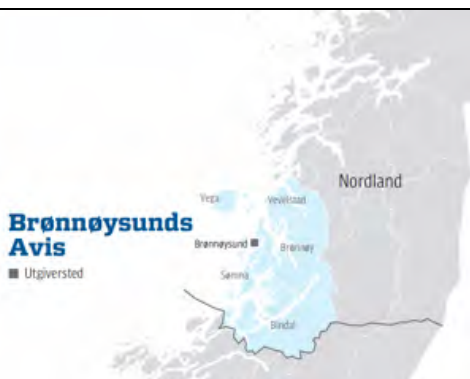 Nordland
Vega
Vevelstad
Brønnøysunds
Avis
Brønnøysund
Brønnøy
Utgiversted
Sømna
Bindal